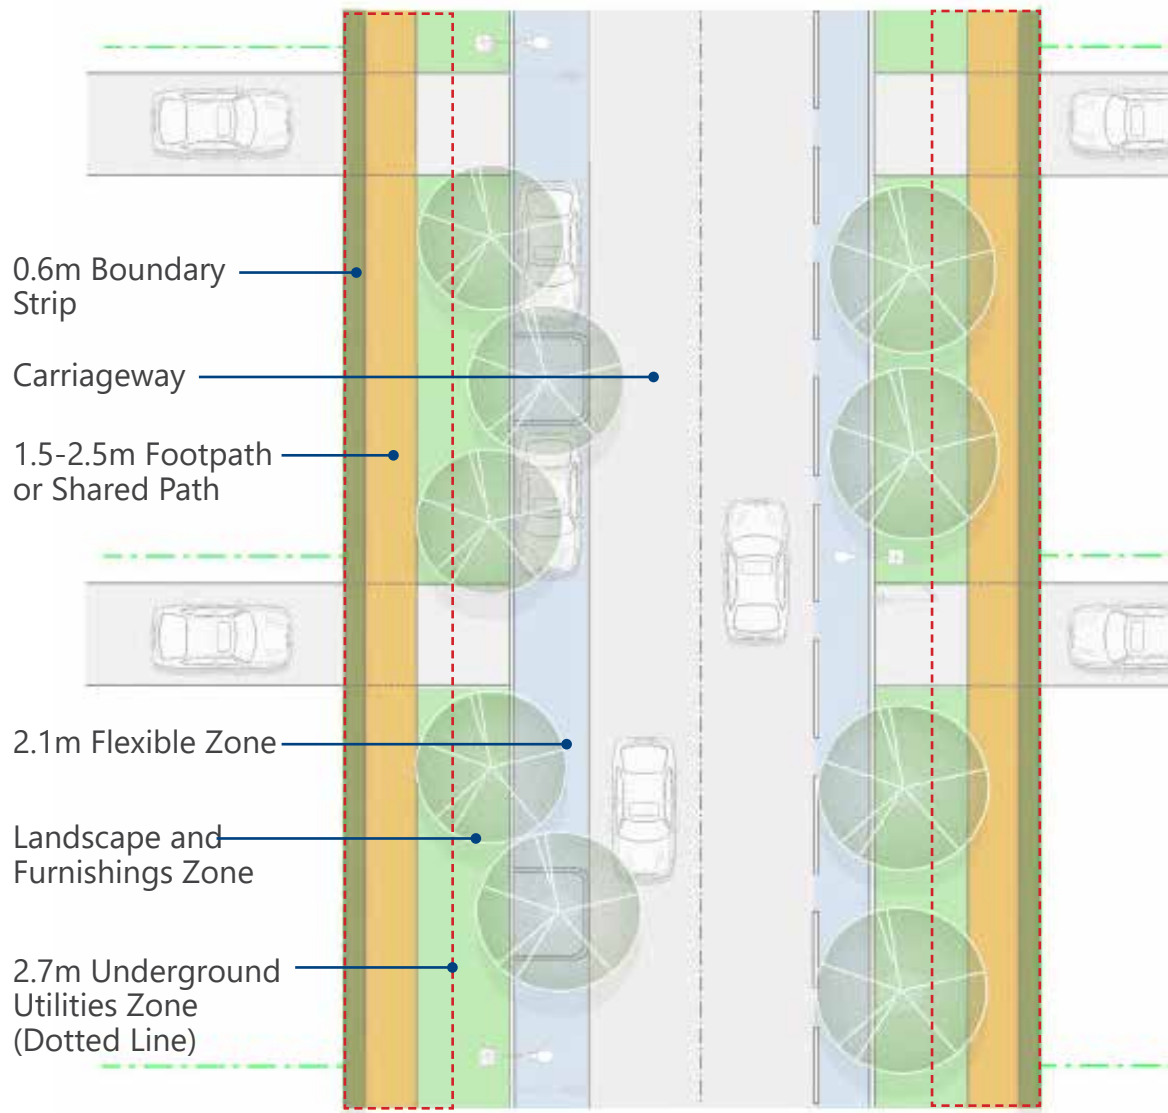 0.6m Boundary
Strip
Carriageway
1.5-2.5m Footpath
or Shared Path
2.1m Flexible Zone
Landscape and
Furnishings Zone
2.7m Underground
Utilities Zone
(Dotted Line)